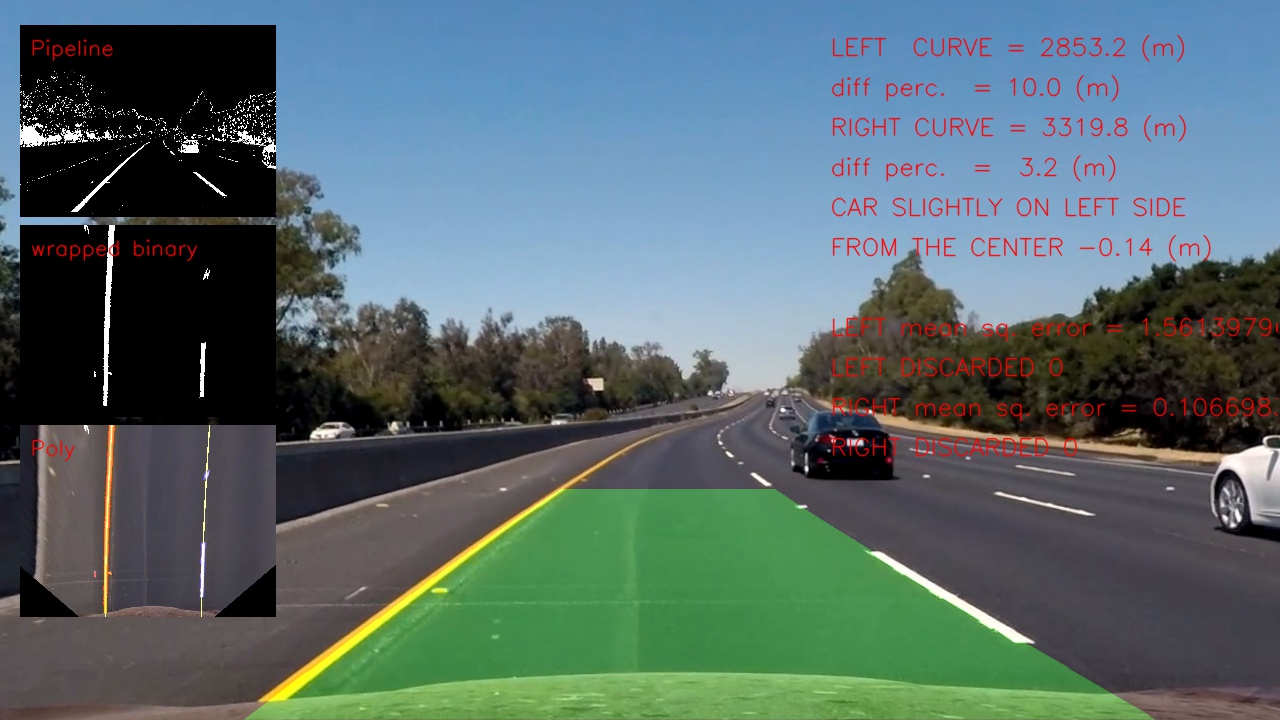 Pipeline
wrapped binary
Poly
LEFT CURVE = 2853.2 (m)
diff perc. = 10.0 (m)
RIGHT CURVE = 3319.8 (m)
diff perc. = 3.2 (m)
CAR SLIGHTLY ON LEFT SIDE
FROM THE CENTER -0.14 (m)
LEFT mean sq. error = 1.5613979
LEFT DISCARDED 0
RIGHT mean sq. error = 0.106698
RIGHT DISCARDED 0